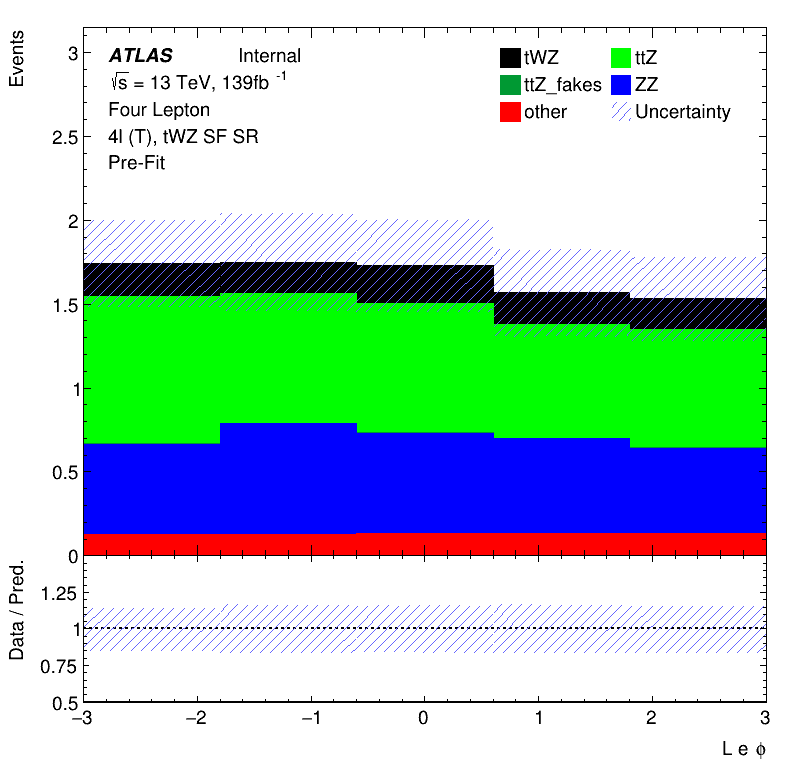 Events
3
2.5
2
1.5
1
0.5
0
ATLAS Internal
√s = 13 TeV, 139fb -1
Four Lepton
4l (T), tWZ SF SR
Pre-Fit
tWZ ttZ
ttZ_fakes ZZ
other Uncertainty
Data / Pred.
1.25
1
0.75
0.5
−3 −2 −1 0 1 2 3
L e ϕ